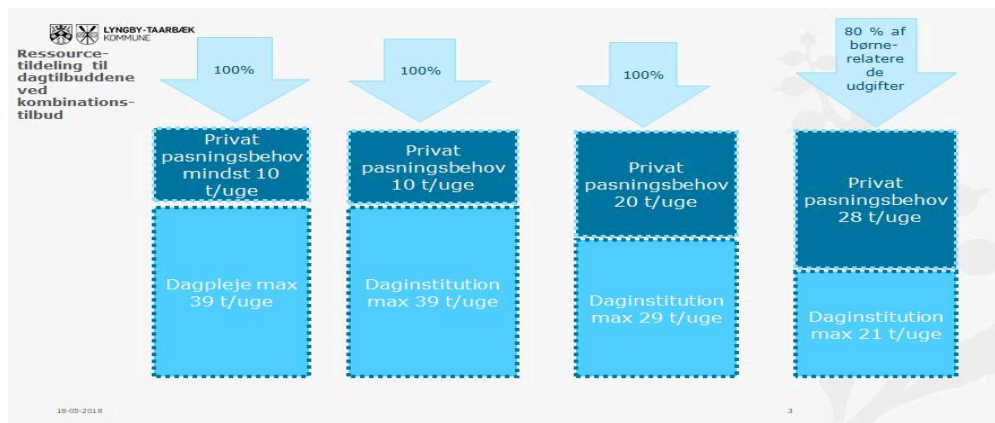 LYNGBY-TAARBÆK
KOMMUNE
Ressource-
tildeling til
dagtilbuddene
ved
kombinations-
tilbud
100%
100%
100%
80 % af
børne-
relatere
de
udgifter
Privat
pasningsbehov
mindst 10
t/uge
Privat
pasningsbehov
10 t/uge
Privat
pasningsbehov
20 t/uge
Privat
pasningsbehov
28 t/uge
Dagpleje max
39 t/uge
Daginstitution
max 39 t/uge
Daginstitution
max 29 t/uge
Daginstitution
max 21 t/uge
18-05-2018
3